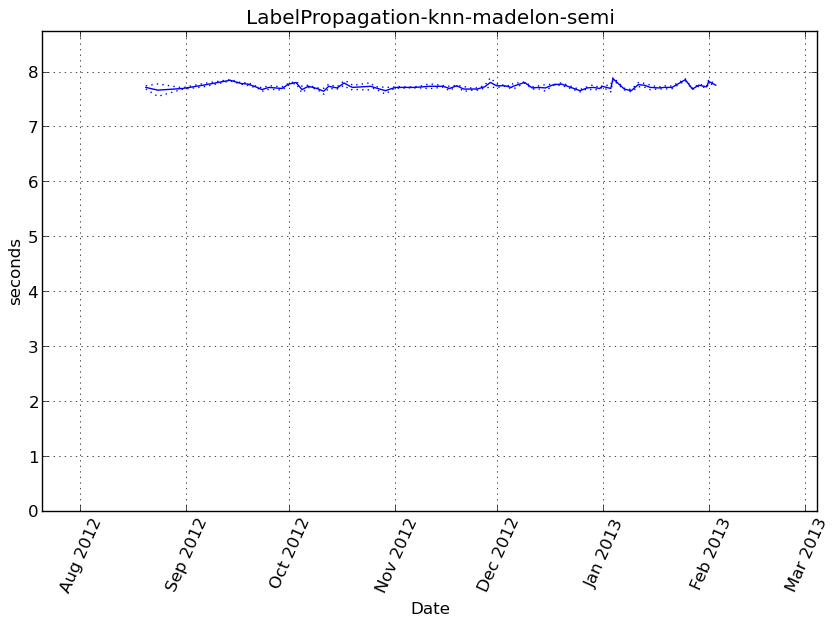 LabelPropagation-knn-madelon-semi
8
7
6
5
4
3
2
1
0
seconds
Aug 2012
Sep 2012
Oct 2012
Nov 2012
Dec 2012
Jan 2013
Feb 2013
Mar 2013
Date